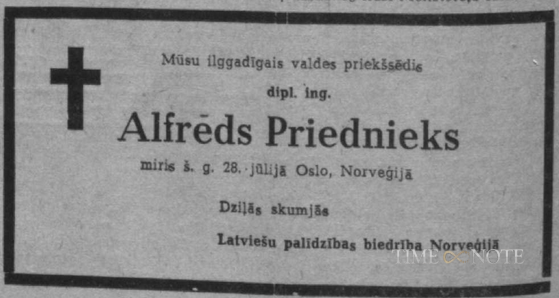 Mūsu ilggadīgais valdes priekšsēdis
dipl. ing.
Alfrēds Priednieks
miris š. g. 28. jūlijā Oslo, Norveģijā
Dziļās skumjās
Latviešu palīdzības biedrība Norveģijā
TIME NOTE